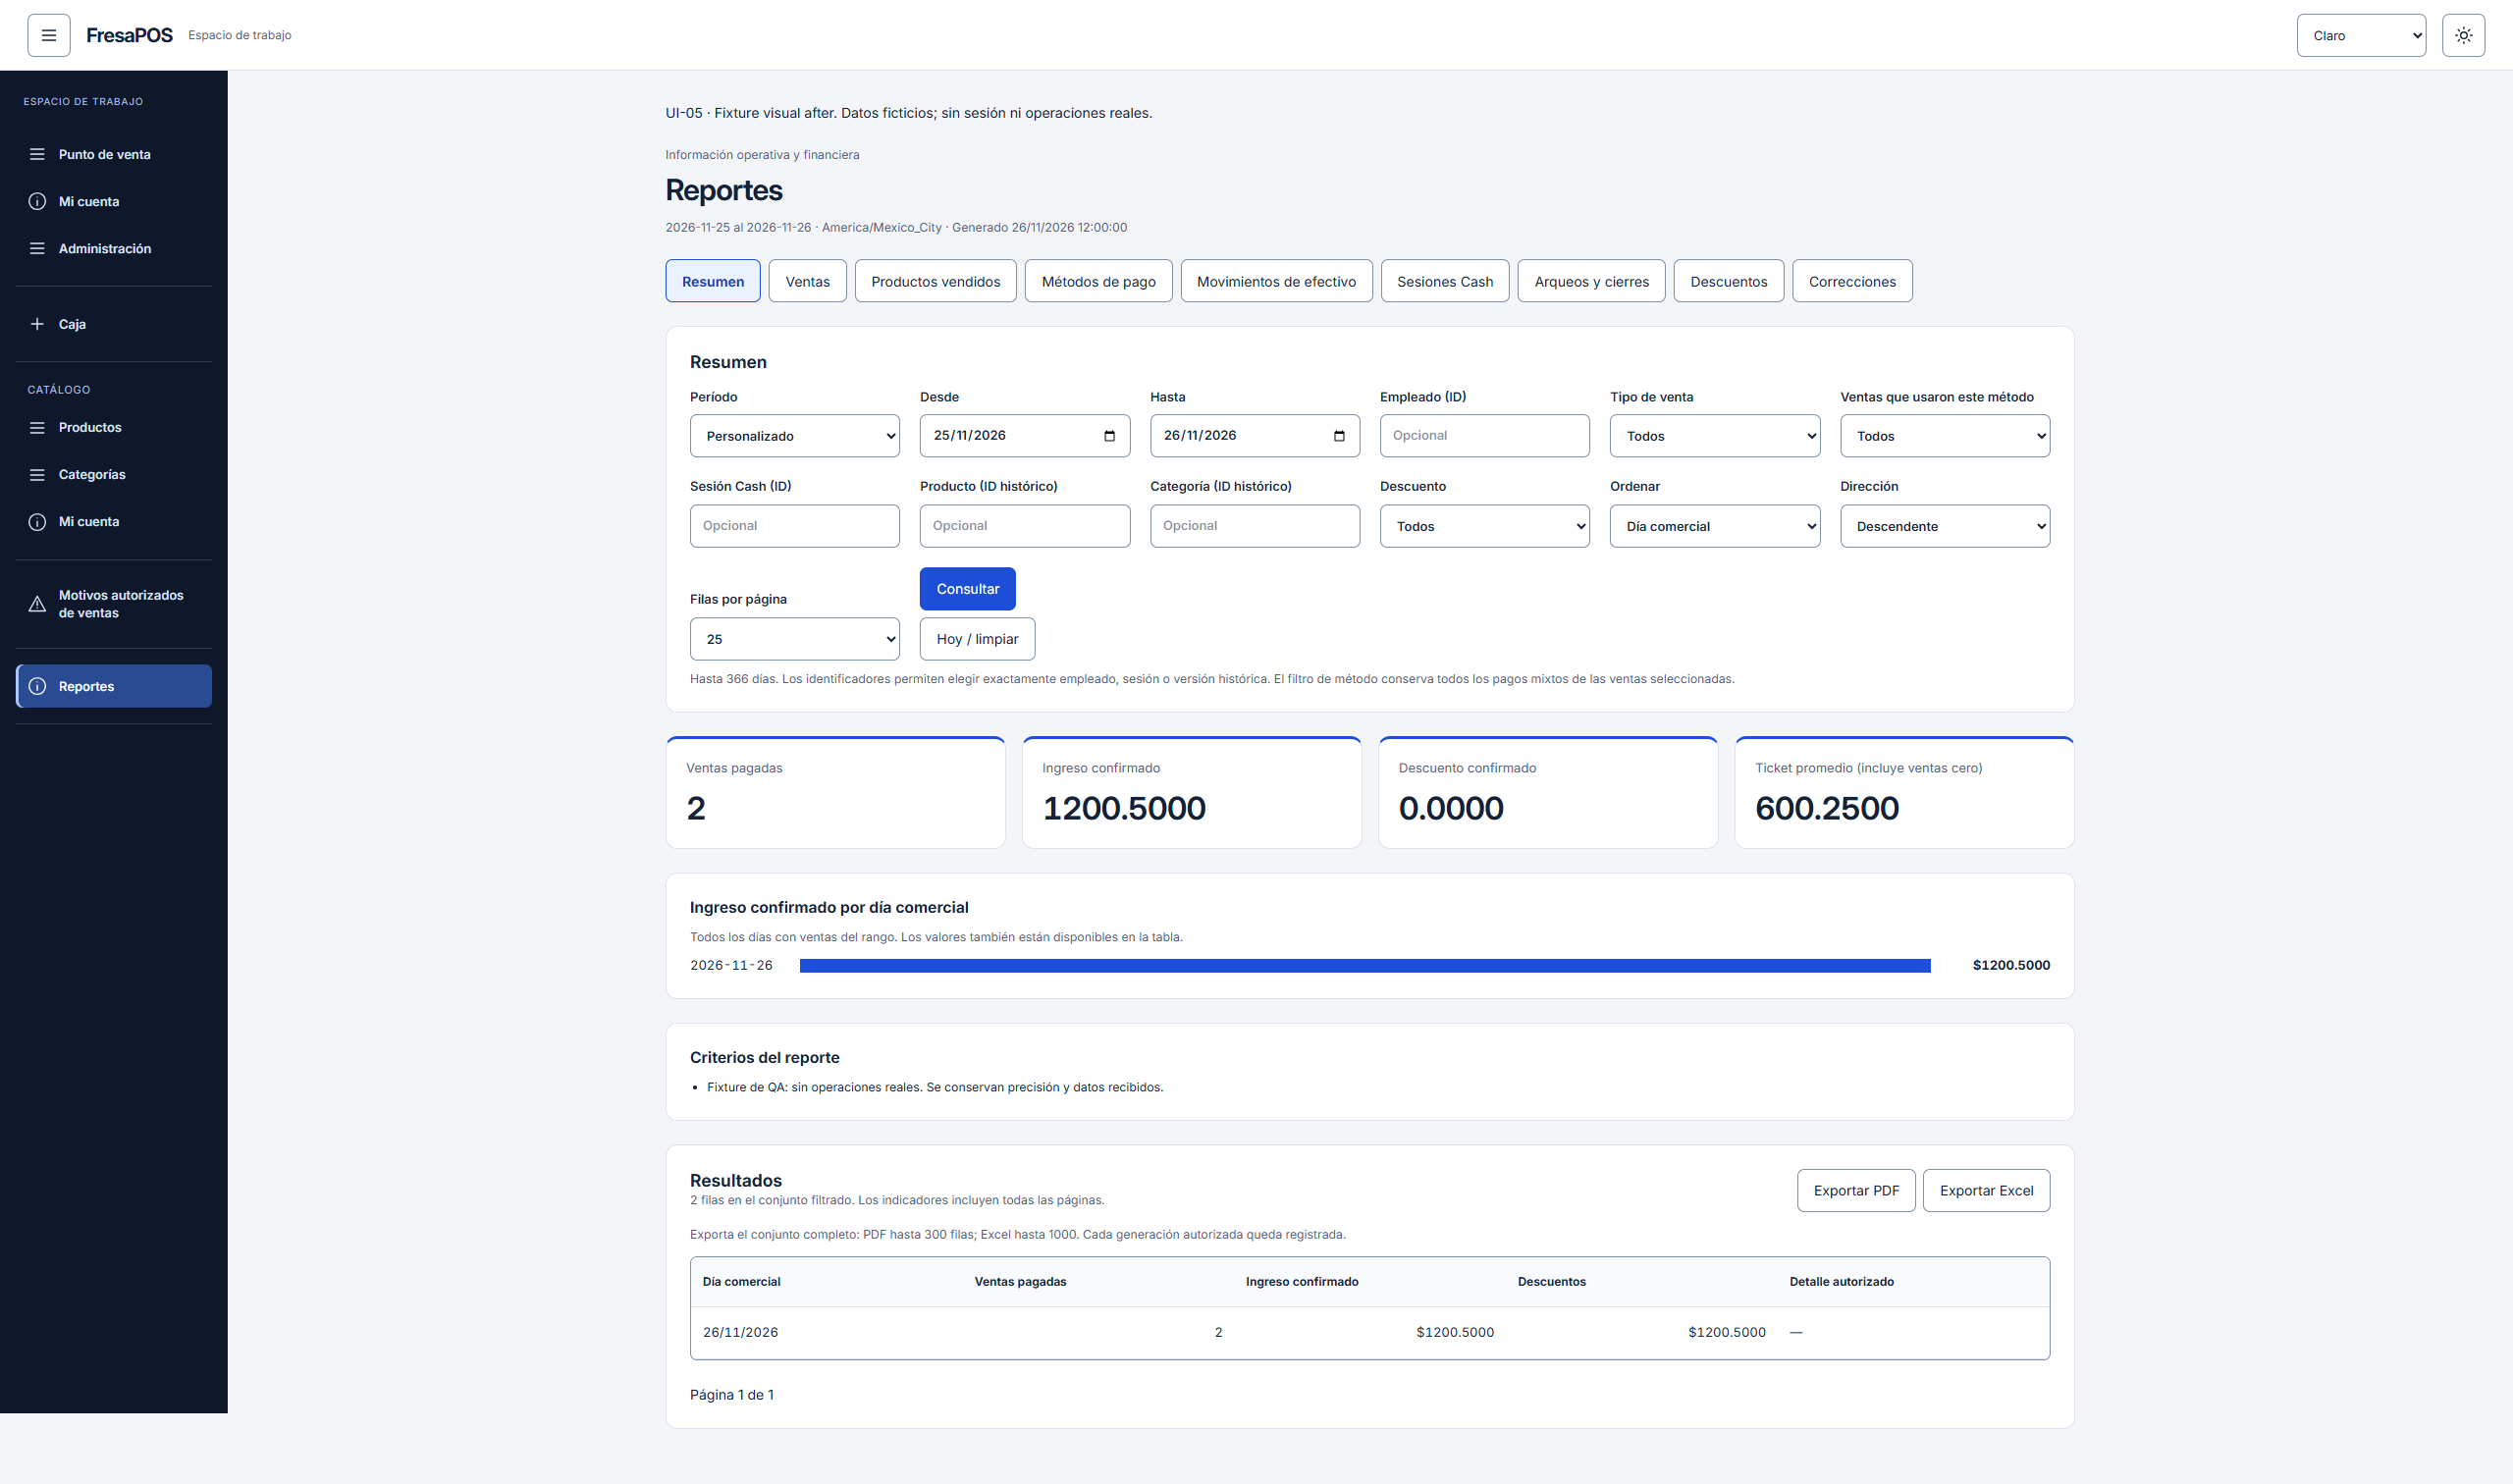 FresaPOS Espacio de trabajo
Claro
ESPACIO DE TRABAJO
Punto de venta
Mi cuenta
Administración
Caja
CATÁLOGO
Productos
Categorías
Mi cuenta
Motivos autorizados
de ventas
Reportes
UI-05 · Fixture visual after. Datos ficticios; sin sesión ni operaciones reales.
Información operativa y financiera
Reportes
2026-11-25 al 2026-11-26 · America/Mexico_City · Generado 26/11/2026 12:00:00
Resumen Ventas Productos vendidos Métodos de pago Movimientos de efectivo Sesiones Cash Arqueos y cierres Descuentos Correcciones
Resumen
Período Desde Hasta Empleado (ID) Tipo de venta Ventas que usaron este método
Personalizado 25/11/2026 26/11/2026 Opcional Todos Todos
Sesión Cash (ID) Producto (ID histórico) Categoría (ID histórico) Descuento Ordenar Dirección
Opcional Opcional Opcional Todos Día comercial Descendente
Consultar
Filas por página
25 Hoy / limpiar
Hasta 366 días. Los identificadores permiten elegir exactamente empleado, sesión o versión histórica. El filtro de método conserva todos los pagos mixtos de las ventas seleccionadas.
Ventas pagadas Ingreso confirmado Descuento confirmado Ticket promedio (incluye ventas cero)
2 1200.5000 0.0000 600.2500
Ingreso confirmado por día comercial
Todos los días con ventas del rango. Los valores también están disponibles en la tabla.
2026-11-26 $1200.5000
Criterios del reporte
• Fixture de QA: sin operaciones reales. Se conservan precisión y datos recibidos.
Resultados
2 filas en el conjunto filtrado. Los indicadores incluyen todas las páginas.
Exportar PDF Exportar Excel
Exporta el conjunto completo: PDF hasta 300 filas; Excel hasta 1000. Cada generación autorizada queda registrada.
Día comercial Ventas pagadas Ingreso confirmado Descuentos Detalle autorizado
26/11/2026 2 $1200.5000 $1200.5000 —
Página 1 de 1